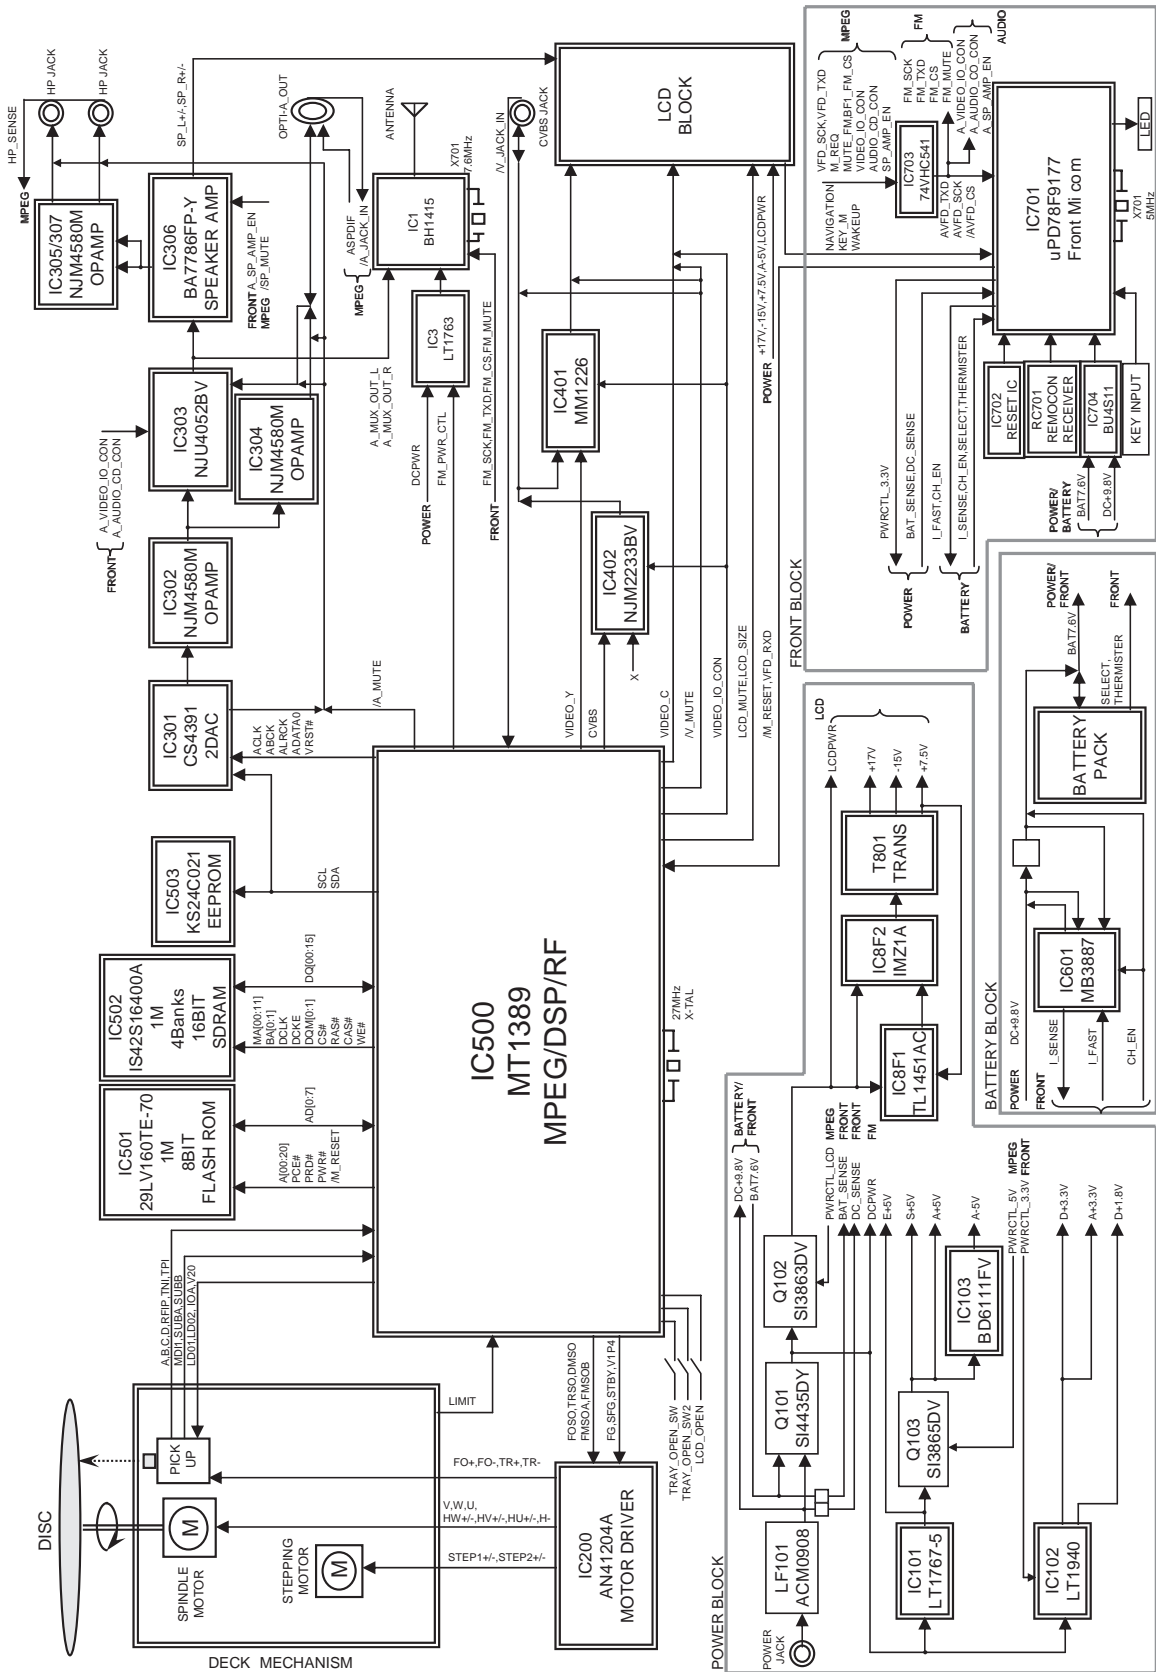 DISC
DECK MECHANISM
SPINDLE
MOTOR
M
PICK
UP
STEPPING
MOTOR
M
A,B,C,D,RFIP,TNI,TPI
MDI1,SUBA,SUBB
LD01,LD02, IOA,V20
LIMIT
FO+,FO-,TR+,TR-
V,W,U,
HW+/-,HV+/-,HU+/-,H-
STEP1+/-,STEP2+/-
IC200
AN41204A
MOTOR DRIVER
FOSO,TRSO,DMSO
FMSOA,FMSOB
FG,SFG,STBY,V1P4
TRAY_OPEN_SW
TRAY_OPEN_SW2
LCD_OPEN
IC501
29LV160TE-70
1M
8BIT
FLASH ROM
A[00:20]
PCE#
PRD#
PWR#
/M_RESET
AD[0:7]
IC502
IS42S16400A
1M
4Banks
16BIT
SDRAM
MA[00:11]
BA[0:1]
DCLK
DCKE
DQM[0:1]
CS#
RAS#
CAS#
WE#
DQ[00:15]
IC503
KS24C021
EEPROM
SCL
SDA
IC500
MT1389
MPEG/DSP/RF
27MHz
X-TAL
IC301
CS4391
2DAC
ACLK
ABCK
ALRCK
ADATA0
VRST#
/A_MUTE
IC302
NJM4580M
OPAMP
FRONT
A_VIDEO_IO_CON
A_AUDIO_CD_CON
IC303
NJU4052BV
IC304
NJM4580M
OPAMP
IC305/307
NJM4580M
OPAMP
IC306
BA7786FP-Y
SPEAKER AMP
HP_SENSE
MPEG
HP JACK
HP JACK
SP_L+/-,SP_R+/-
FRONT A_SP_AMP_EN
MPEG /SP_MUTE
OPTI-A_OUT
ASPDIF
/A_JACK_IN
MPEG
ANTENNA
A_MUX_OUT_L
A_MUX_OUT_R
IC1
BH1415
X701
7.6MHz
IC3
LT1763
DCPWR
POWER
FM_PWR_CTL
FM_SCK,FM_TXD,FM_CS,FM_MUTE
FRONT
/V_JACK_IN
CVBS JACK
IC401
MM1226
IC402
NJM2233BV
X
VIDEO_Y
CVBS
VIDEO_C
/V_MUTE
VIDEO_IO_CON
LCD_MUTE,LCD_SIZE
/M_RESET,VFD_RXD
LCD
BLOCK
POWER +17V,-15V,+7.5V,A-5V,LCDPWR
FRONT BLOCK
MPEG
VFD_SCK,VFD_TXD
M_REQ
MUTE_FM,BF1_FM_CS
VIDEO_IO_CON
AUDIO_CD_CON
SP_AMP_EN
NAVIGATION
KEY_M
WAKEUP
IC703
74VHC541
FM
FM_SCK
FM_TXD
FM_CS
FM_MUTE
AUDIO
A_VIDEO_IO_CON
A_AUDIO_CO_CON
A_SP_AMP_EN
AVFD_TXD
AVFD_SCK
/AVFD_CS
IC701
uPD78F9177
Front Micom
LED
X701
5MHz
PWRCTL_3.3V
BAT_SENSE,DC_SENSE
POWER
I_FAST,CH_EN
I_SENSE,CH_EN,SELECT,THERMISTER
BATTERY
IC702
RESET IC
RC701
REMOCON
RECEIVER
IC704
BU4S11
KEY INPUT
POWER/
BATTERY
BAT7.6V
DC+9.8V
POWER BLOCK
POWER
JACK
LF101
ACM0908
Q101
SI4435DY
Q102
SI3863DV
IC101
LT1767-5
Q103
SI3865DV
IC102
LT1940
IC103
BD6111FV
DC+9.8V
BAT7.6V
BATTERY/
FRONT
PWRCTL_LCD MPEG
BAT_SENSE FRONT
DC_SENSE FRONT
DCPWR FM
E+5V
S+5V
A+5V
A-5V
PWRCTL_5V MPEG
PWRCTL_3.3V FRONT
D+3.3V
A+3.3V
D+1.8V
IC8F1
TL1451AC
IC8F2
IMZ1A
T801
TRANS
LCD
LCDPWR
+17V
-15V
+7.5V
BATTERY BLOCK
POWER DC+9.8V
FRONT I_SENSE
I_FAST
CH_EN
IC601
MB3887
BATTERY
PACK
BAT7.6V
POWER/
FRONT
SELECT,
THERMISTER
FRONT